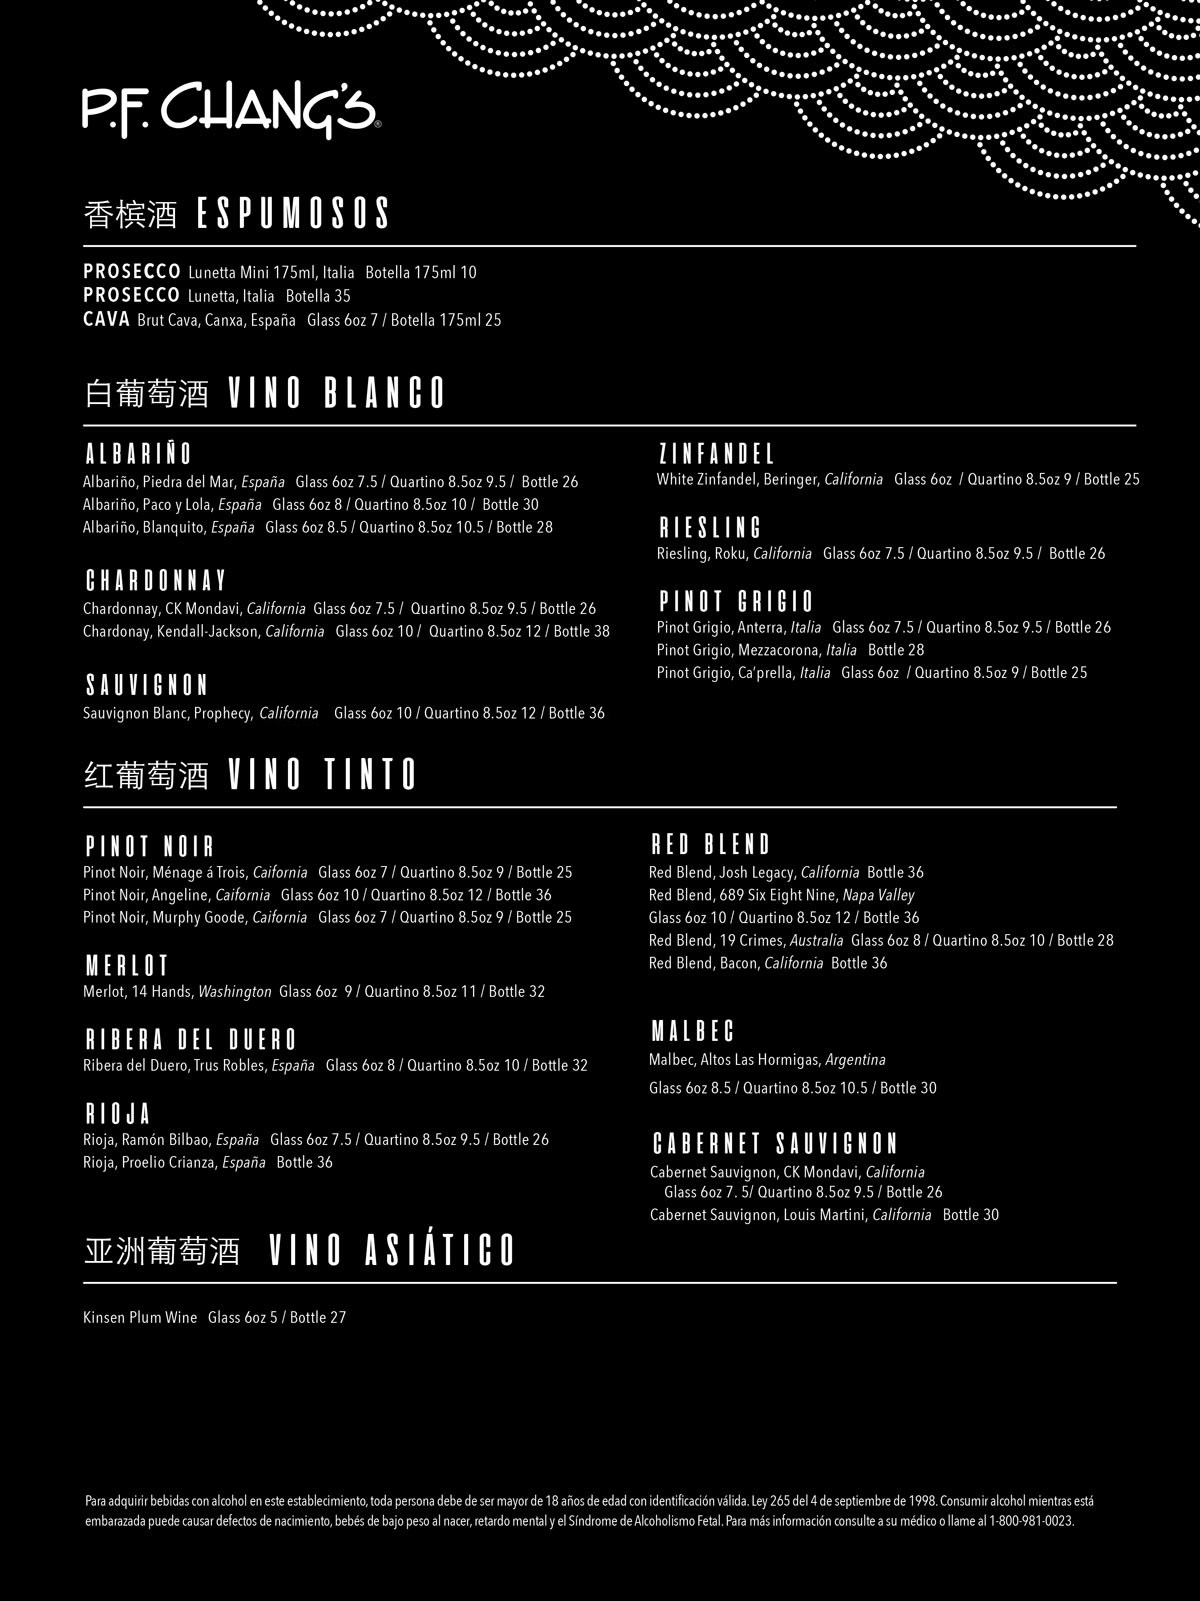 P.F. CHANG'S®
香槟酒 ESPUMOSOS
PROSECCO Lunetta Mini 175ml, Italia Botella 175ml 10
PROSECCO Lunetta, Italia Botella 35
CAVA Brut Cava, Canxa, España Glass 6oz 7 / Botella 175ml 25
白葡萄酒 VINO BLANCO
ALBARIÑO
Albariño, Piedra del Mar, España Glass 6oz 7.5 / Quartino 8.5oz 9.5 / Bottle 26
Albariño, Paco y Lola, España Glass 6oz 8 / Quartino 8.5oz 10 / Bottle 30
Albariño, Blanquito, España Glass 6oz 8.5 / Quartino 8.5oz 10.5 / Bottle 28
CHARDONNAY
Chardonnay, CK Mondavi, California Glass 6oz 7.5 / Quartino 8.5oz 9.5 / Bottle 26
Chardonay, Kendall-Jackson, California Glass 6oz 10 / Quartino 8.5oz 12 / Bottle 38
SAUVIGNON
Sauvignon Blanc, Prophecy, California Glass 6oz 10 / Quartino 8.5oz 12 / Bottle 36
ZINFANDEL
White Zinfandel, Beringer, California Glass 6oz / Quartino 8.5oz 9 / Bottle 25
RIESLING
Riesling, Roku, California Glass 6oz 7.5 / Quartino 8.5oz 9.5 / Bottle 26
PINOT GRIGIO
Pinot Grigio, Anterra, Italia Glass 6oz 7.5 / Quartino 8.5oz 9.5 / Bottle 26
Pinot Grigio, Mezzacorona, Italia Bottle 28
Pinot Grigio, Ca'prella, Italia Glass 6oz / Quartino 8.5oz 9 / Bottle 25
红葡萄酒 VINO TINTO
PINOT NOIR
Pinot Noir, Ménage á Trois, Caifornia Glass 6oz 7 / Quartino 8.5oz 9 / Bottle 25
Pinot Noir, Angeline, Caifornia Glass 6oz 10 / Quartino 8.5oz 12 / Bottle 36
Pinot Noir, Murphy Goode, Caifornia Glass 6oz 7 / Quartino 8.5oz 9 / Bottle 25
MERLOT
Merlot, 14 Hands, Washington Glass 6oz 9 / Quartino 8.5oz 11 / Bottle 32
RIBERA DEL DUERO
Ribera del Duero, Trus Robles, España Glass 6oz 8 / Quartino 8.5oz 10 / Bottle 32
RIOJA
Rioja, Ramón Bilbao, España Glass 6oz 7.5 / Quartino 8.5oz 9.5 / Bottle 26
Rioja, Proelio Crianza, España Bottle 36
RED BLEND
Red Blend, Josh Legacy, California Bottle 36
Red Blend, 689 Six Eight Nine, Napa Valley
Glass 6oz 10 / Quartino 8.5oz 12 / Bottle 36
Red Blend, 19 Crimes, Australia Glass 6oz 8 / Quartino 8.5oz 10 / Bottle 28
Red Blend, Bacon, California Bottle 36
MALBEC
Malbec, Altos Las Hormigas, Argentina
Glass 6oz 8.5 / Quartino 8.5oz 10.5 / Bottle 30
CABERNET SAUVIGNON
Cabernet Sauvignon, CK Mondavi, California
Glass 6oz 7. 5/ Quartino 8.5oz 9.5 / Bottle 26
Cabernet Sauvignon, Louis Martini, California Bottle 30
亚洲葡萄酒 VINO ASIÁTICO
Kinsen Plum Wine Glass 6oz 5 / Bottle 27
Para adquirir bebidas con alcohol en este establecimiento, toda persona debe de ser mayor de 18 años de edad con identificación válida. Ley 265 del 4 de septiembre de 1998. Consumir alcohol mientras está
embarazada puede causar defectos de nacimiento, bebés de bajo peso al nacer, retardo mental y el Síndrome de Alcoholismo Fetal. Para más información consulte a su médico o llame al 1-800-981-0023.